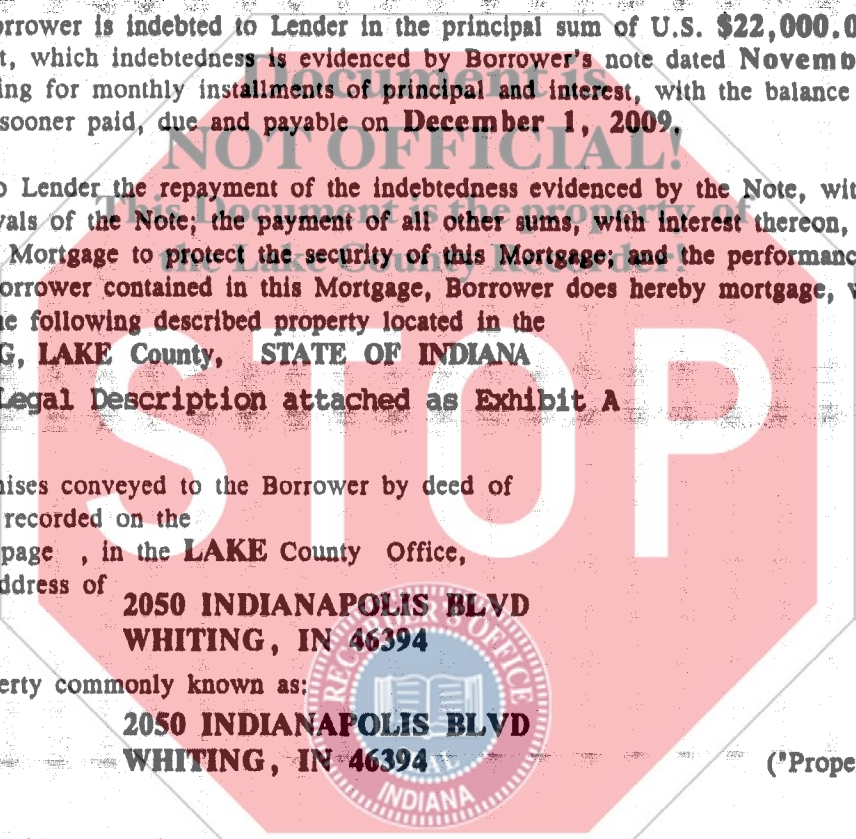 orrower is indebted to Lender in the principal sum of U.S. $22,000.0
t, which indebtedness is evidenced by Borrower's note dated Novemb
ing for monthly installments of principal and interest, with the balance
sooner paid, due and payable on December 1, 2009.
Document is
NOT OFFICIAL!
This Document is the property of
the Lake County Recorder!
o Lender the repayment of the indebtedness evidenced by the Note, wit
vals of the Note; the payment of all other sums, with interest thereon,
Mortgage to protect the security of this Mortgage; and the performanc
orrower contained in this Mortgage, Borrower does hereby mortgage, v
he following described property located in the
G, LAKE County, STATE OF INDIANA
Legal Description attached as Exhibit A
STOP
nises conveyed to the Borrower by deed of
recorded on the
page , in the LAKE County Office,
ddress of
2050 INDIANAPOLIS BLVD
WHITING, IN 46394
erty commonly known as:
2050 INDIANAPOLIS BLVD
WHITING, IN 46394
("Prope
RECORDER'S OFFICE
SEAL
INDIANA